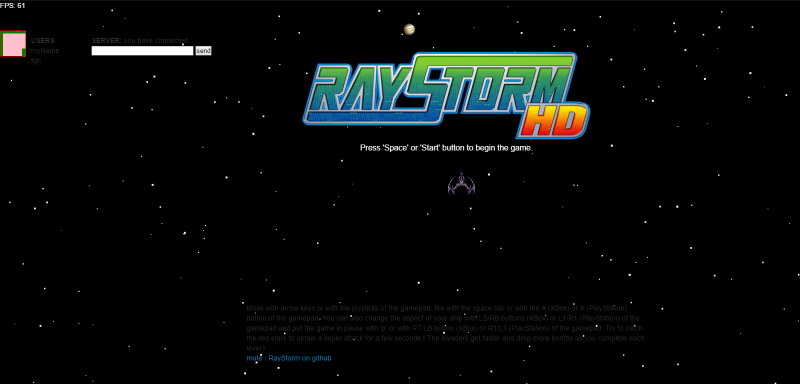 FPS: 61
USERS
myName
fgh
SERVER: you have connected
send
RAYSTORM
HD
Press 'Space' or 'Start' button to begin the game.
Move with arrow keys or with the joysticks of the gamepad, fire with the space bar or with the A (XBox) or X (PlayStation)
button of the gamepad. You can also change the aspect of your ship with LB/RB buttons (XBox) or L1/R1 (PlayStation) of the
gamepad and put the game in pause with 'p' or with RT/LB button (XBox) or R1/L1 (PlayStation) of the gamepad. Try to catch
the red stars to obtain a super attack for a few seconds ! The invaders get faster and drop more bombs as you complete each
level !
mute | RayStorm on github